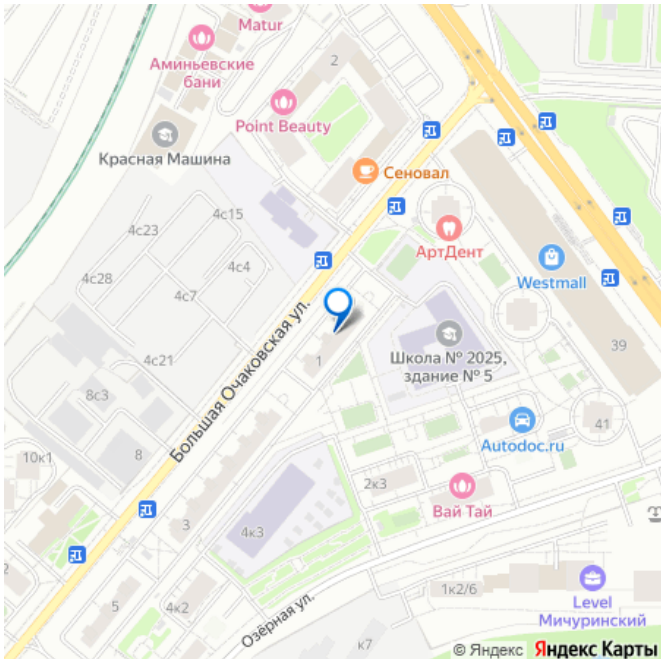 Matur
Аминьевские
бани
2
Point Beauty
Красная Машина
Сеновал
4с15
4с23
АртДент
4с4
4с28
Westmall
4с7
Большая Очаковская ул.
39
4с21
1
Школа № 2025,
здание № 5
8с3
41
Autodoc.ru
10к1
8
2к3
Вай Тай
3
4к3
2
1к2/6
5
4к2
Level
Мичуринский
Озёрная ул.
к7
© Яндекс Яндекс Карты